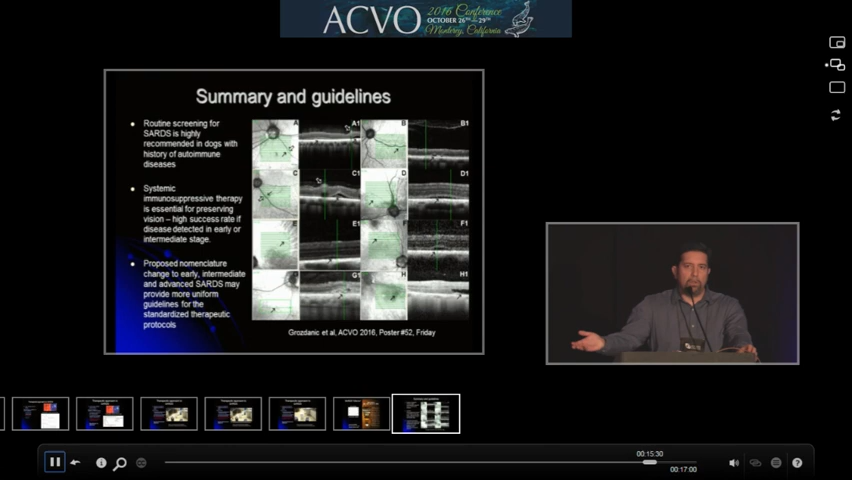 ACVO 2016 Conference
OCTOBER 26TH - 29TH
Monterey, California
Summary and guidelines
Routine screening for
SARDS is highly
recommended in dogs with
history of autoimmune
diseases
Systemic
immunosuppressive therapy
is essential for preserving
vision – high success rate if
disease detected in early or
intermediate stage.
Proposed nomenclature
change to early, intermediate
and advanced SARDS may
provide more uniform
guidelines for the
standardized therapeutic
protocols
A A1 B B1
C C1 D D1
E E1 F F1
G1 H H1
Grozdanic et al, ACVO 2016, Poster #52, Friday
00:15:30
00:17:00